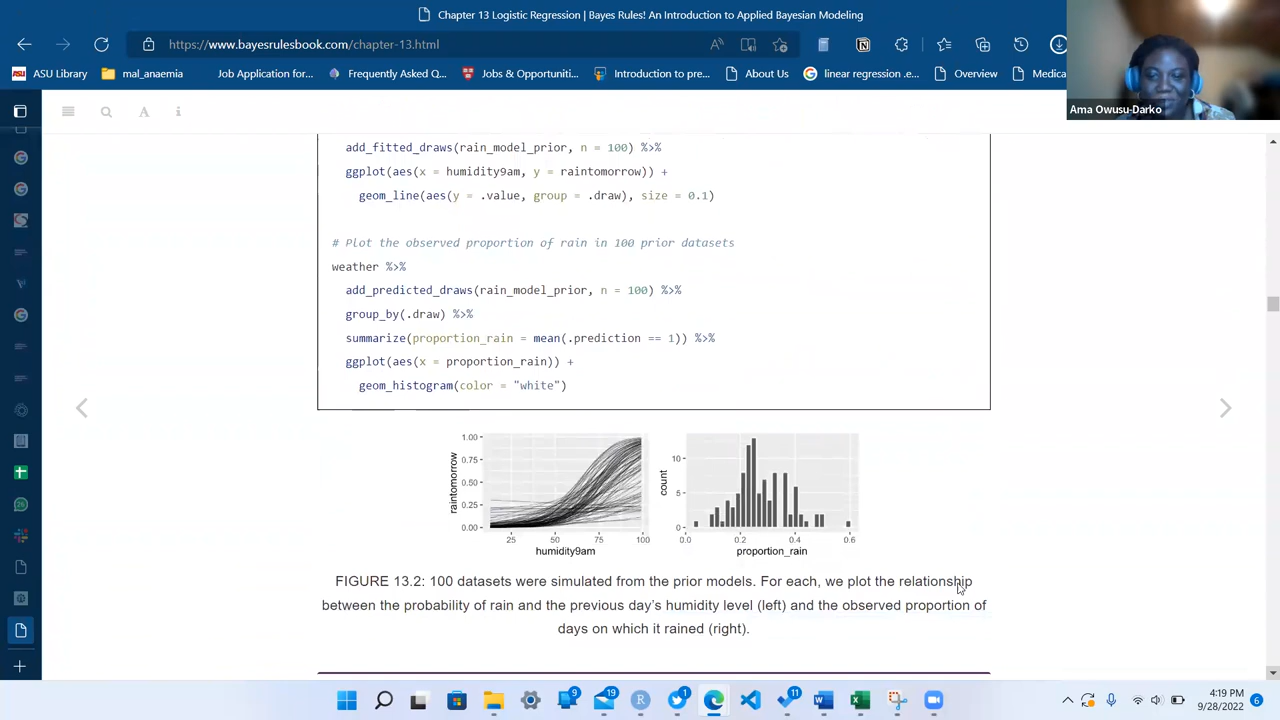 Chapter 13 Logistic Regression | Bayes Rules! An Introduction to Applied Bayesian Modeling
https://www.bayesrulesbook.com/chapter-13.html
ASU Library
mal_anaemia
Job Application for...
Frequently Asked Q...
Jobs & Opportuniti...
Introduction to pre...
About Us
linear regression .e...
Overview
Medica
Ama Owusu-Darko
add_fitted_draws(rain_model_prior, n = 100) %>%
ggplot(aes(x = humidity9am, y = raintomorrow)) +
geom_line(aes(y = .value, group = .draw), size = 0.1)
# Plot the observed proportion of rain in 100 prior datasets
weather %>%
add_predicted_draws(rain_model_prior, n = 100) %>%
group_by(.draw) %>%
summarize(proportion_rain = mean(.prediction == 1)) %>%
ggplot(aes(x = proportion_rain)) +
geom_histogram(color = "white")
1.00
0.75
0.50
0.25
0.00
raintomorrow
25 50 75 100
humidity9am
10
5
0
count
0.0 0.2 0.4 0.6
proportion_rain
FIGURE 13.2: 100 datasets were simulated from the prior models. For each, we plot the relationship
between the probability of rain and the previous day's humidity level (left) and the observed proportion of
days on which it rained (right).
9
19
1
11
4:19 PM
9/28/2022
6